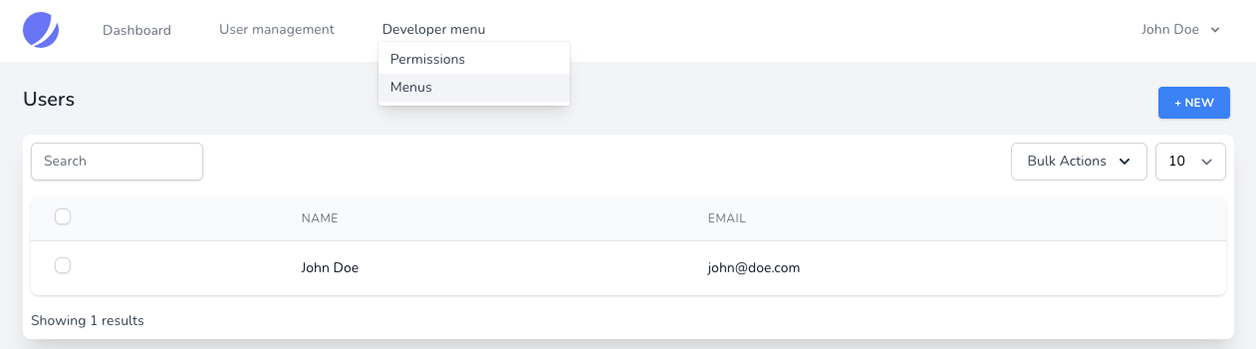 Dashboard User management Developer menu John Doe
Permissions
Menus
Users
+ NEW
Search Bulk Actions 10
NAME EMAIL
John Doe john@doe.com
Showing 1 results